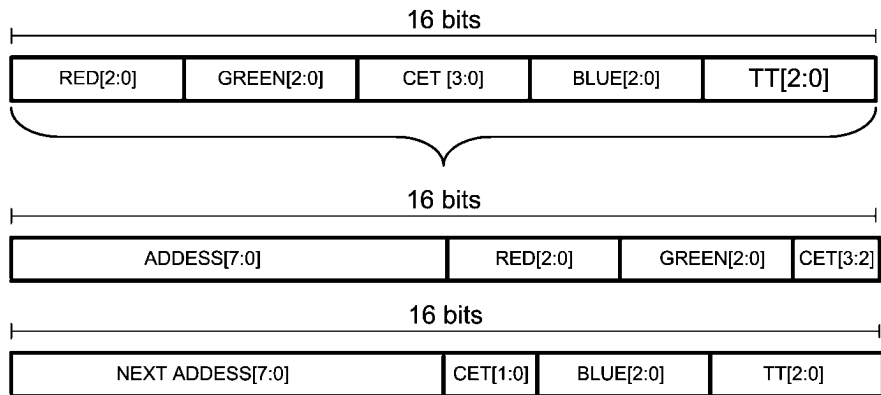 16 bits
RED[2:0] GREEN[2:0] CET [3:0] BLUE[2:0] TT[2:0]
16 bits
ADDESS[7:0] RED[2:0] GREEN[2:0] CET[3:2]
16 bits
NEXT ADDESS[7:0] CET[1:0] BLUE[2:0] TT[2:0]